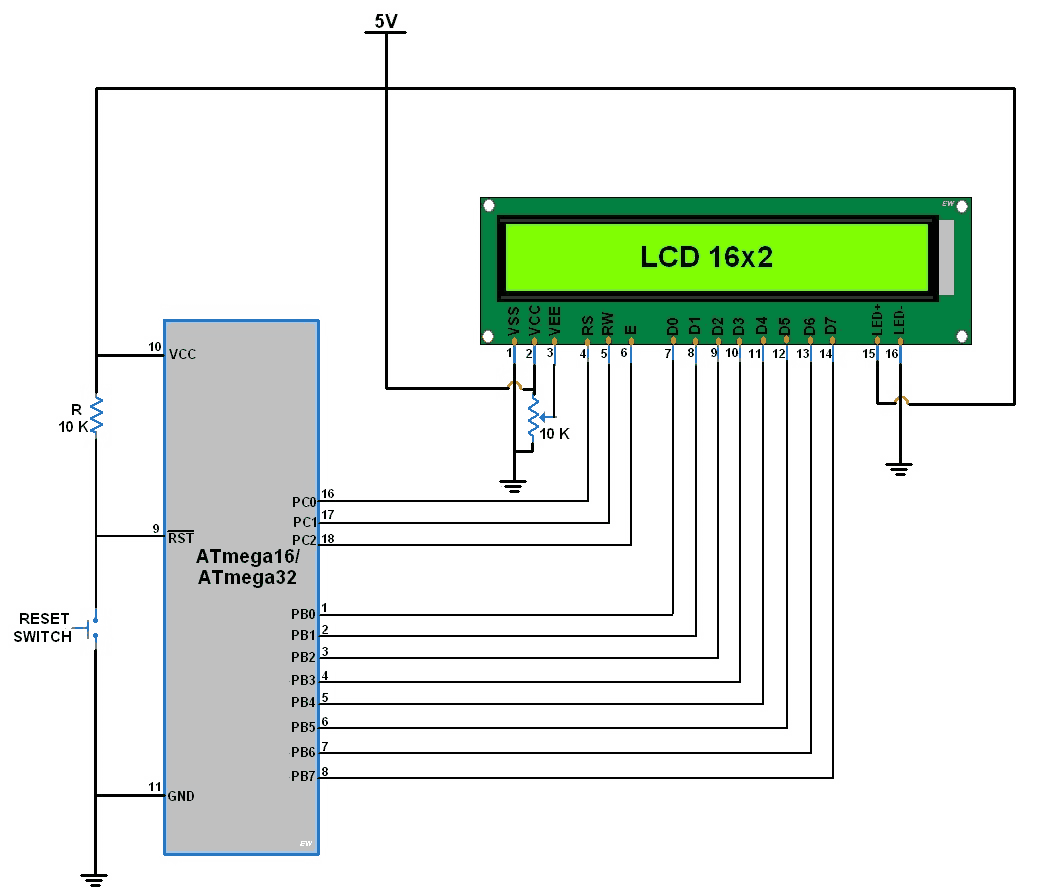 5V
EW
LCD 16x2
VSS VCC VEE RS RW E D0 D1 D2 D3 D4 D5 D6 D7 LED+ LED-
1 2 3 4 5 6 7 8 9 10 11 12 13 14 15 16
10 VCC
R
10 K
10 K
PC0 16
PC1 17
9 RST
PC2 18
ATmega16/
ATmega32
PB0 1
RESET
SWITCH
PB1 2
PB2 3
PB3 4
PB4 5
PB5 6
PB6 7
PB7 8
11 GND
EW